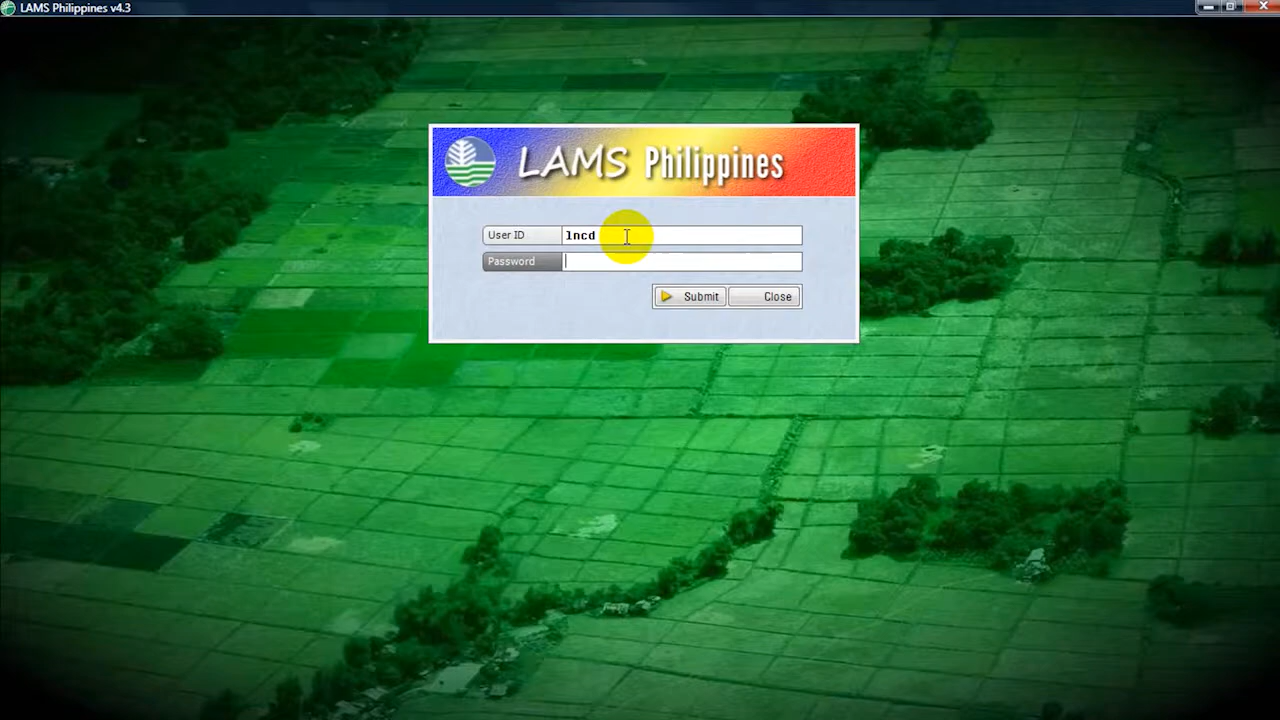 LAMS Philippines v4.3
LAMS Philippines
User ID lncd
Password
Submit Close